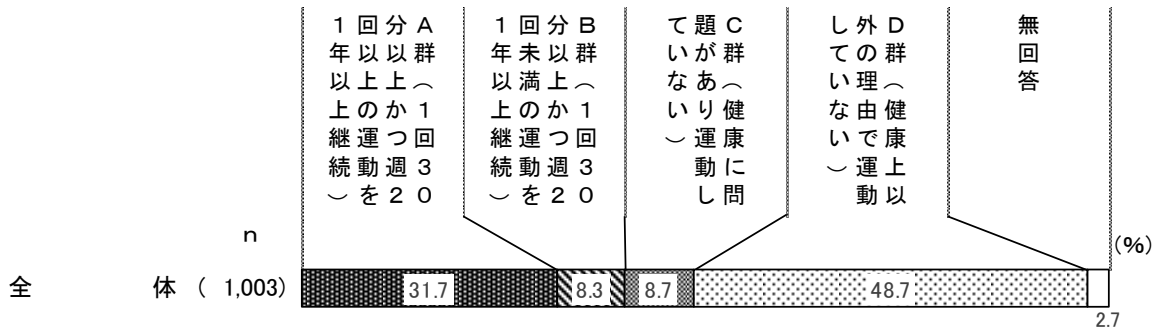 Ａ群（１回３０
分以上かつ週２
回以上の運動を
１年以上継続）
Ｂ群（１回３０
分以上かつ週２
回未満の運動を
１年以上継続）
Ｃ群（健康に問
題があり運動し
ていない）
Ｄ群（健康上以
外の理由で運動
していない）
無回答
n
(%)
全　体 ( 1,003)
31.7
8.3
8.7
48.7
2.7